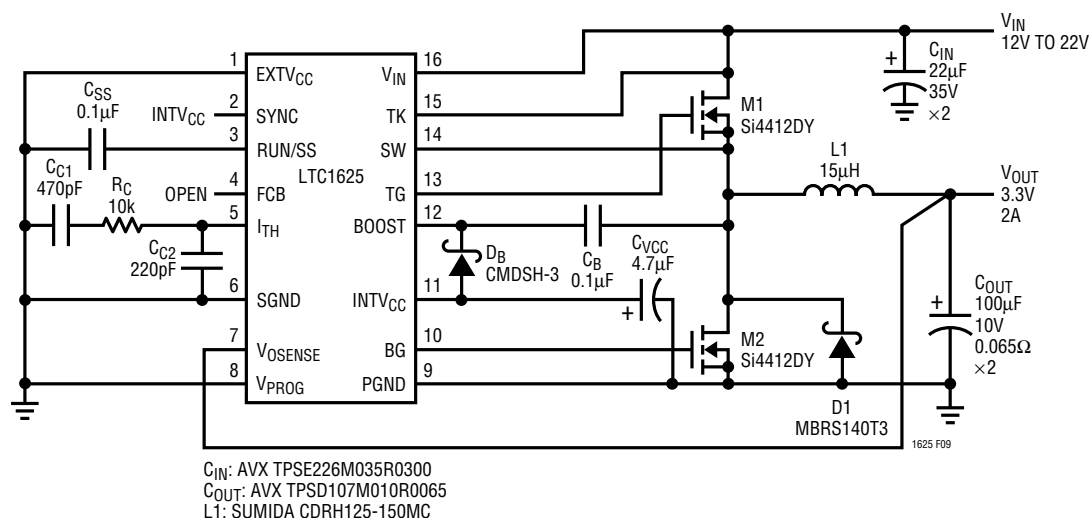 V_IN
12V TO 22V
C_IN
22µF
35V
×2
1
EXTV_CC
2
SYNC
INTV_CC
3
RUN/SS
C_SS
0.1µF
4
FCB
OPEN
5
I_TH
C_C1
470pF
R_C
10k
C_C2
220pF
6
SGND
7
V_OSENSE
8
V_PROG
LTC1625
16
V_IN
15
TK
14
SW
13
TG
12
BOOST
11
INTV_CC
10
BG
9
PGND
M1
Si4412DY
L1
15µH
V_OUT
3.3V
2A
D_B
CMDSH-3
C_B
0.1µF
C_VCC
4.7µF
+
+
+
M2
Si4412DY
D1
MBRS140T3
C_OUT
100µF
10V
0.065Ω
×2
1625 F09
C_IN: AVX TPSE226M035R0300
C_OUT: AVX TPSD107M010R0065
L1: SUMIDA CDRH125-150MC